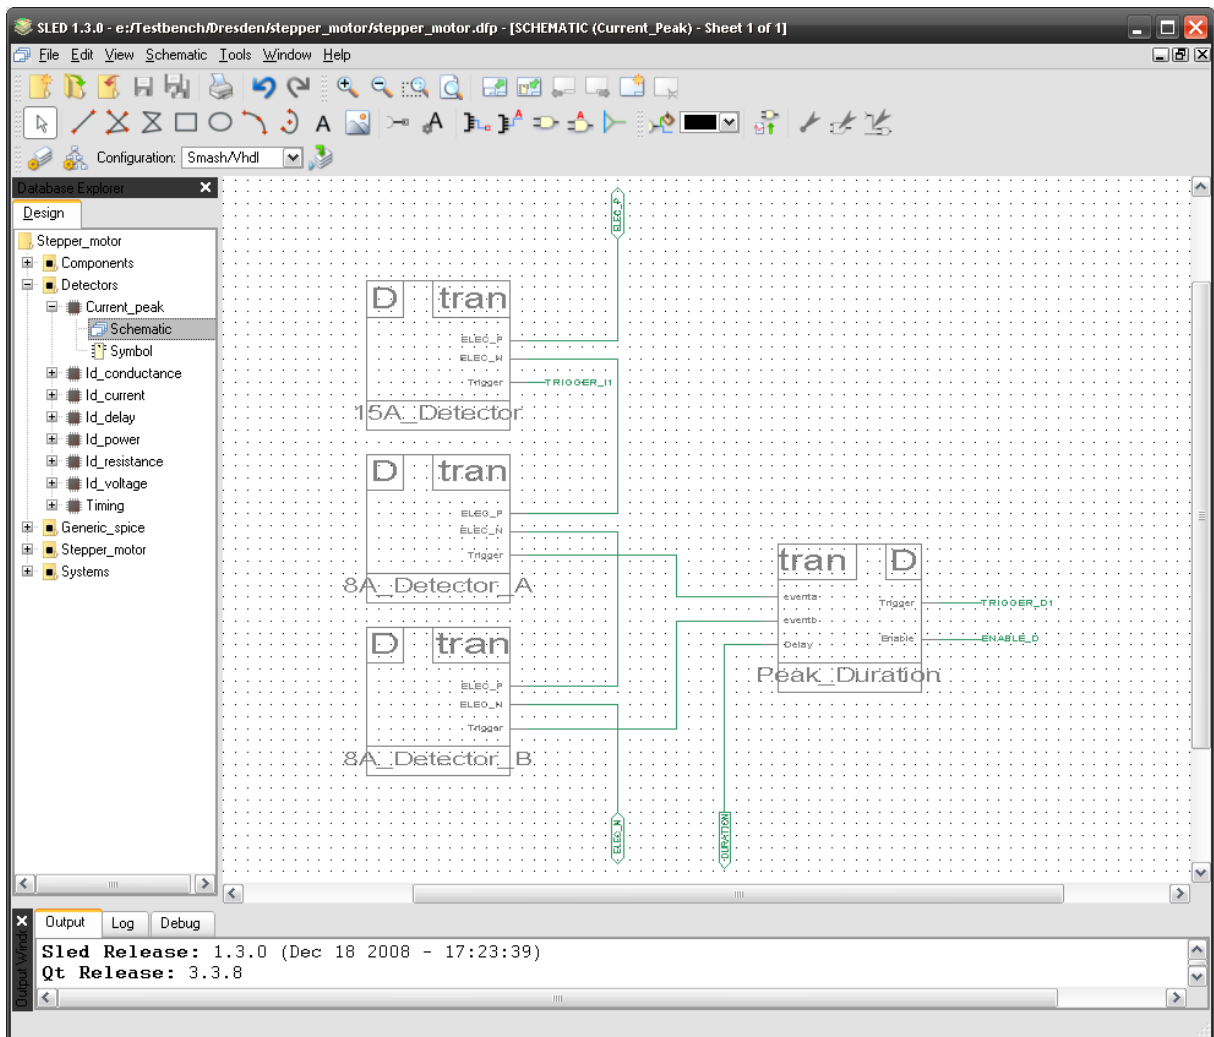 SLED 1.3.0 - e:/Testbench/Dresden/stepper_motor/stepper_motor.dfp - [SCHEMATIC (Current_Peak) - Sheet 1 of 1]
File Edit View Schematic Tools Window Help
Configuration: Smash/Vhdl
Database Explorer
Design
Stepper_motor
Components
Detectors
Current_peak
Schematic
Symbol
Id_conductance
Id_current
Id_delay
Id_power
Id_resistance
Id_voltage
Timing
Generic_spice
Stepper_motor
Systems
ELEC_P
D tran
ELEC_P
ELEC_N
Trigger TRIGGER_I1
15A_Detector
D tran
ELEC_P
ELEC_N
Trigger
8A_Detector_A
D tran
ELEC_P
ELEC_N
Trigger
8A_Detector_B
tran D
eventa
Trigger TRIGGER_D1
eventb
Enable ENABLE_D
Delay
Peak_Duration
ELEC_N
DURATION
Output Log Debug
Sled Release: 1.3.0 (Dec 18 2008 - 17:23:39)
Qt Release: 3.3.8
Output Windo